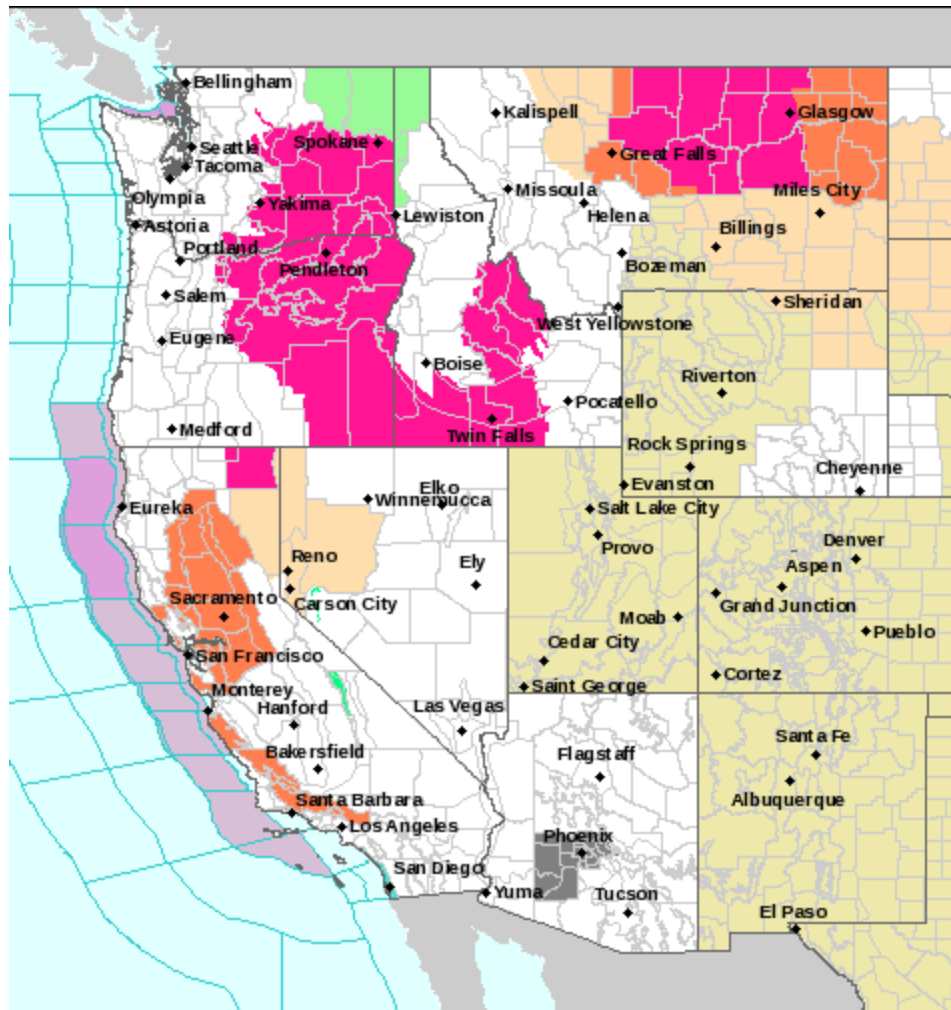 Bellingham
Kalispell
Glasgow
Spokane
Seattle
Great Falls
Tacoma
Missoula
Miles City
Olympia
Yakima
Lewiston
Helena
Astoria
Billings
Portland
Pendleton
Bozeman
Salem
Sheridan
West Yellowstone
Eugene
Boise
Riverton
Pocatello
Medford
Twin Falls
Rock Springs
Cheyenne
Elko
Evanston
Winnemucca
Eureka
Salt Lake City
Provo
Denver
Reno
Ely
Aspen
Sacramento
Carson City
Grand Junction
Moab
Pueblo
Cedar City
San Francisco
Cortez
Saint George
Monterey
Hanford
Las Vegas
Santa Fe
Bakersfield
Flagstaff
Albuquerque
Santa Barbara
Los Angeles
Phoenix
San Diego
Yuma
Tucson
El Paso